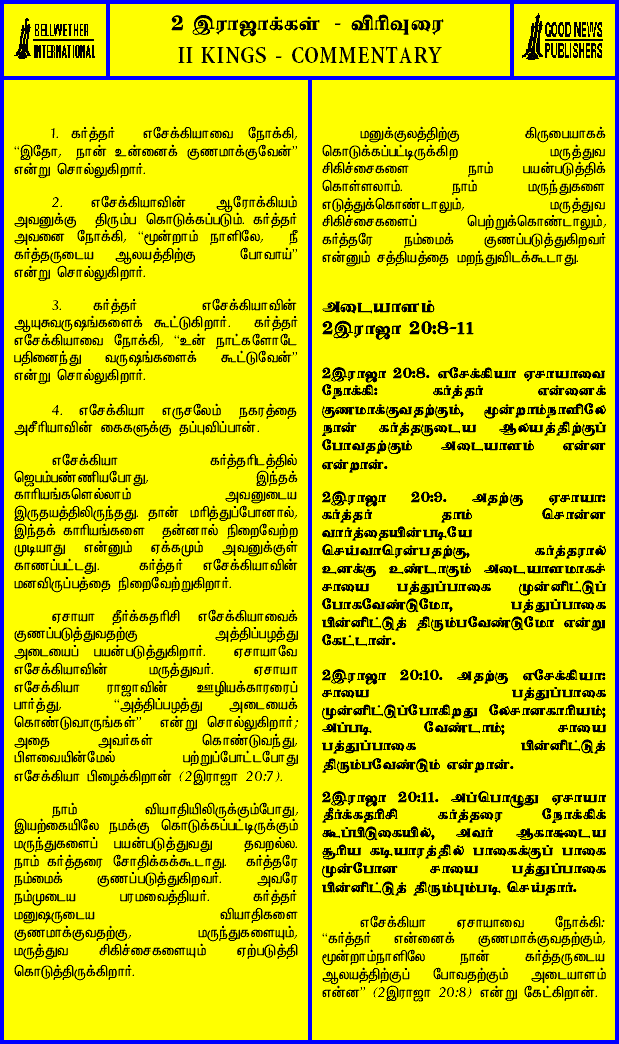 BELLWETHER
INTERNATIONAL
2 இராஜாக்கள் - விரிவுரை
II KINGS - COMMENTARY
GOOD NEWS
PUBLISHERS
1. கர்த்தர் எசேக்கியாவை நோக்கி,
“இதோ, நான் உன்னைக் குணமாக்குவேன்”
என்று சொல்லுகிறார்.
2. எசேக்கியாவின் ஆரோக்கியம்
அவனுக்கு திரும்ப கொடுக்கப்படும். கர்த்தர்
அவனை நோக்கி, “மூன்றாம் நாளிலே, நீ
கர்த்தருடைய ஆலயத்திற்கு போவாய்”
என்று சொல்லுகிறார்.
3. கர்த்தர் எசேக்கியாவின்
ஆயுசுவருஷங்களைக் கூட்டுகிறார். கர்த்தர்
எசேக்கியாவை நோக்கி, “உன் நாட்களோடே
பதினைந்து வருஷங்களைக் கூட்டுவேன்”
என்று சொல்லுகிறார்.
4. எசேக்கியா எருசலேம் நகரத்தை
அசீரியாவின் கைகளுக்கு தப்புவிப்பான்.
எசேக்கியா கர்த்தரிடத்தில்
ஜெபம்பண்ணியபோது, இந்தக்
காரியங்களெல்லாம் அவனுடைய
இருதயத்திலிருந்தது. தான் மரித்துப்போனால்,
இந்தக் காரியங்களை தன்னால் நிறைவேற்ற
முடியாது என்னும் ஏக்கமும் அவனுக்குள்
காணப்பட்டது. கர்த்தர் எசேக்கியாவின்
மனவிருப்பத்தை நிறைவேற்றுகிறார்.
ஏசாயா தீர்க்கதரிசி எசேக்கியாவைக்
குணப்படுத்துவதற்கு அத்திப்பழத்து
அடையைப் பயன்படுத்துகிறார். ஏசாயாவே
எசேக்கியாவின் மருத்துவர். ஏசாயா
எசேக்கியா ராஜாவின் ஊழியக்காரரைப்
பார்த்து, “அத்திப்பழத்து அடையைக்
கொண்டுவாருங்கள்” என்று சொல்லுகிறார்;
அதை அவர்கள் கொண்டுவந்து,
பிளவையின்மேல் பற்றுப்போட்டபோது
எசேக்கியா பிழைக்கிறான் (2இராஜா 20:7).
நாம் வியாதியிலிருக்கும்போது,
இயற்கையிலே நமக்கு கொடுக்கப்பட்டிருக்கும்
மருந்துகளைப் பயன்படுத்துவது தவறல்ல.
நாம் கர்த்தரை சோதிக்கக்கூடாது. கர்த்தரே
நம்மைக் குணப்படுத்துகிறவர். அவரே
நம்முடைய பரமவைத்தியர். கர்த்தர்
மனுஷருடைய வியாதிகளை
குணமாக்குவதற்கு, மருந்துகளையும்,
மருத்துவ சிகிச்சைகளையும் ஏற்படுத்தி
கொடுத்திருக்கிறார்.
மனுக்குலத்திற்கு கிருபையாகக்
கொடுக்கப்பட்டிருக்கிற மருத்துவ
சிகிச்சைகளை நாம் பயன்படுத்திக்
கொள்ளலாம். நாம் மருந்துகளை
எடுத்துக்கொண்டாலும், மருத்துவ
சிகிச்சைகளைப் பெற்றுக்கொண்டாலும்,
கர்த்தரே நம்மைக் குணப்படுத்துகிறவர்
என்னும் சத்தியத்தை மறந்துவிடக்கூடாது.
அடையாளம்
2இராஜா 20:8-11
2இராஜா 20:8. எசேக்கியா ஏசாயாவை
நோக்கி: கர்த்தர் என்னைக்
குணமாக்குவதற்கும், மூன்றாம்நாளிலே
நான் கர்த்தருடைய ஆலயத்திற்குப்
போவதற்கும் அடையாளம் என்ன
என்றான்.
2இராஜா 20:9. அதற்கு ஏசாயா:
கர்த்தர் தாம் சொன்ன
வார்த்தையின்படியே
செய்வாரென்பதற்கு, கர்த்தரால்
உனக்கு உண்டாகும் அடையாளமாகச்
சாயை பத்துப்பாகை முன்னிட்டுப்
போகவேண்டுமோ, பத்துப்பாகை
பின்னிட்டுத் திரும்பவேண்டுமோ என்று
கேட்டான்.
2இராஜா 20:10. அதற்கு எசேக்கியா:
சாயை பத்துப்பாகை
முன்னிட்டுப்போகிறது லேசானகாரியம்;
அப்படி வேண்டாம்; சாயை
பத்துப்பாகை பின்னிட்டுத்
திரும்பவேண்டும் என்றான்.
2இராஜா 20:11. அப்பொழுது ஏசாயா
தீர்க்கதரிசி கர்த்தரை நோக்கிக்
கூப்பிடுகையில், அவர் ஆகாசுடைய
சூரிய கடியாரத்தில் பாகைக்குப் பாகை
முன்போன சாயை பத்துப்பாகை
பின்னிட்டுத் திரும்பும்படி செய்தார்.
எசேக்கியா ஏசாயாவை நோக்கி:
“கர்த்தர் என்னைக் குணமாக்குவதற்கும்,
மூன்றாம்நாளிலே நான் கர்த்தருடைய
ஆலயத்திற்குப் போவதற்கும் அடையாளம்
என்ன” (2இராஜா 20:8) என்று கேட்கிறான்.